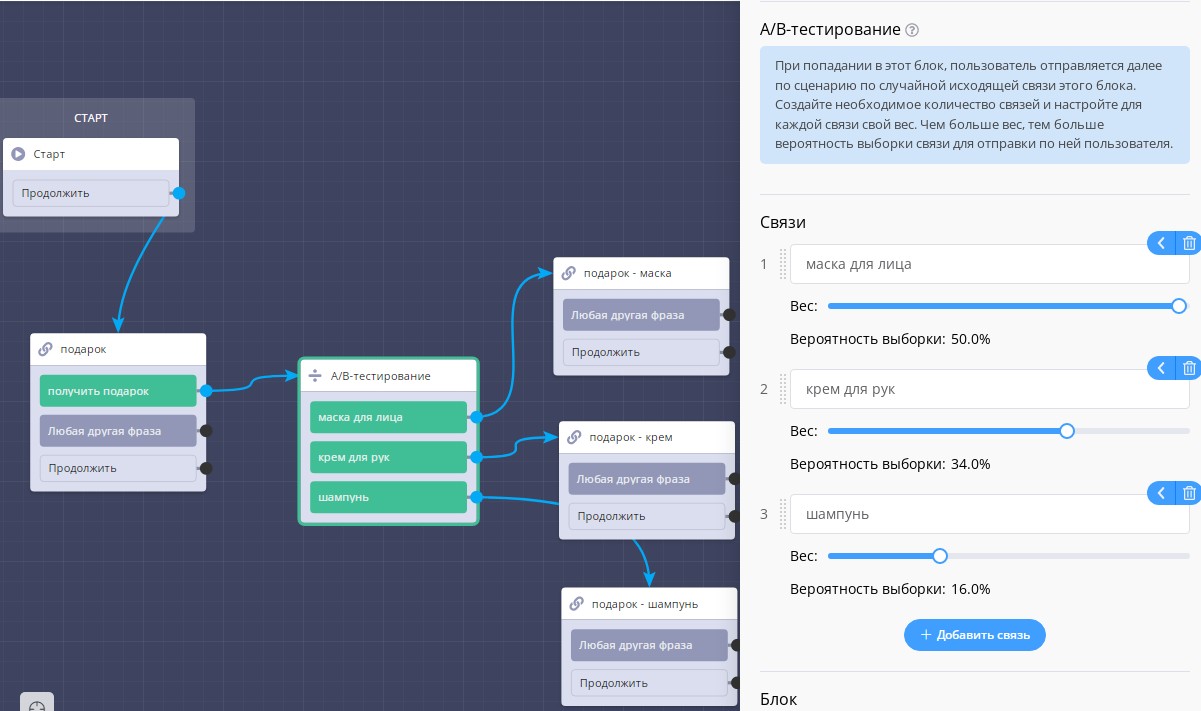 СТАРТ
Старт
Продолжить
подарок
получить подарок
Любая другая фраза
Продолжить
А/В-тестирование
маска для лица
крем для рук
шампунь
подарок - маска
Любая другая фраза
Продолжить
подарок - крем
Любая другая фраза
Продолжить
подарок - шампунь
Любая другая фраза
Продолжить
А/В-тестирование ?
При попадании в этот блок, пользователь отправляется далее
по сценарию по случайной исходящей связи этого блока.
Создайте необходимое количество связей и настройте для
каждой связи свой вес. Чем больше вес, тем больше
вероятность выборки связи для отправки по ней пользователя.
Связи
1 маска для лица
Вес:
Вероятность выборки: 50.0%
2 крем для рук
Вес:
Вероятность выборки: 34.0%
3 шампунь
Вес:
Вероятность выборки: 16.0%
+ Добавить связь
Блок